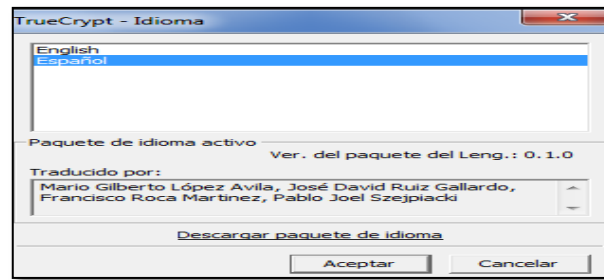 TrueCrypt - Idioma
English
Español
Paquete de idioma activo
Ver. del paquete del Leng.: 0.1.0
Traducido por:
Mario Gilberto López Avila, José David Ruiz Gallardo,
Francisco Roca Martinez, Pablo Joel Szejpiacki
Descargar paquete de idioma
Aceptar
Cancelar